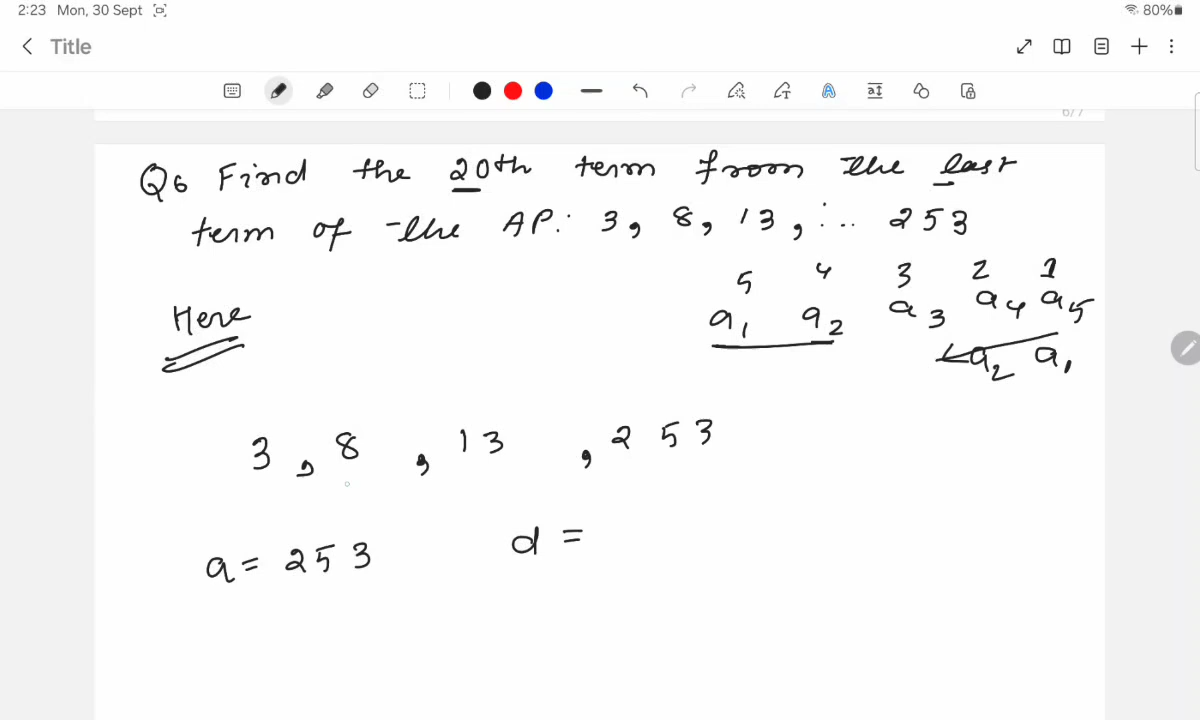 2:23 Mon, 30 Sept 80%
Title
6/7
Q6 Find the 20th term from the last
term of the AP: 3, 8, 13, ... 253
5 4 3 2 1
Here a1 a2 a3 a4 a5
a2 a1
3, 8, 13, 253
a = 253 d =